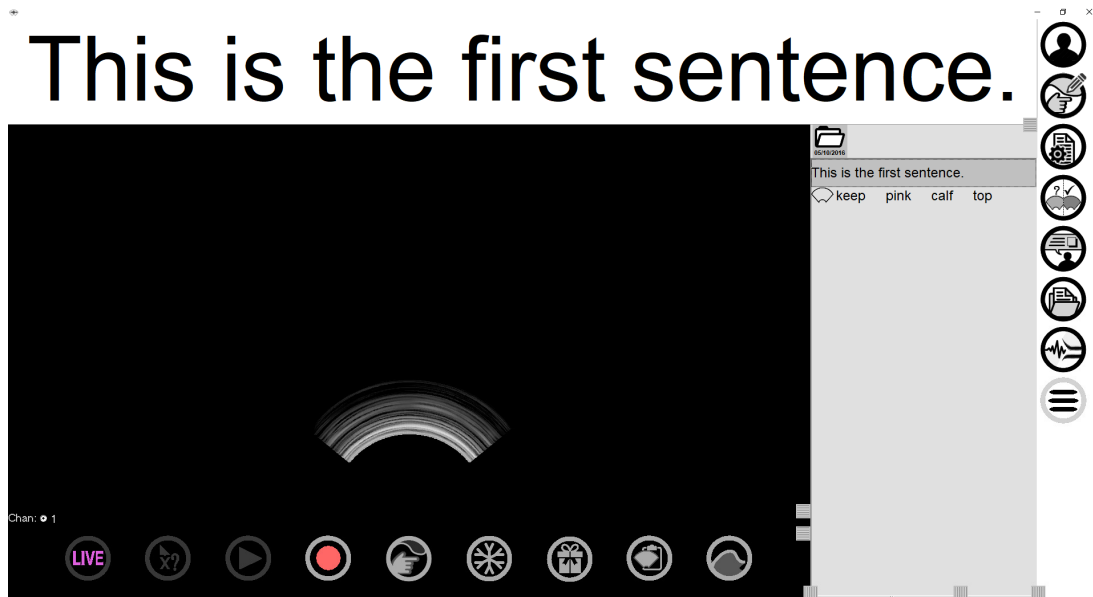 This is the first sentence.
05/10/2016
This is the first sentence.
keep pink calf top
Chan: 1
LIVE
x?